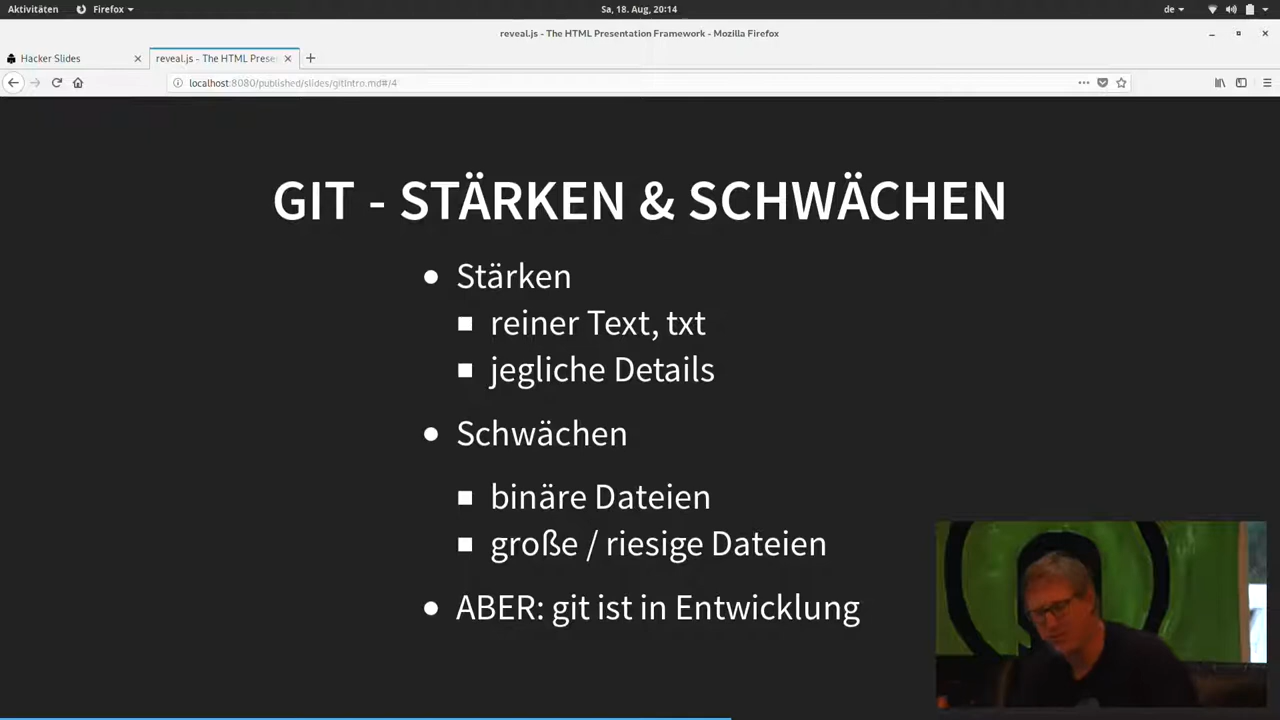 Aktivitäten Firefox Sa, 18. Aug, 20:14 de
reveal.js - The HTML Presentation Framework - Mozilla Firefox
Hacker Slides reveal.js - The HTML Prese
localhost:8080/published/slides/gitIntro.md#/4
GIT - STÄRKEN & SCHWÄCHEN
Stärken
reiner Text, txt
jegliche Details
Schwächen
binäre Dateien
große / riesige Dateien
ABER: git ist in Entwicklung